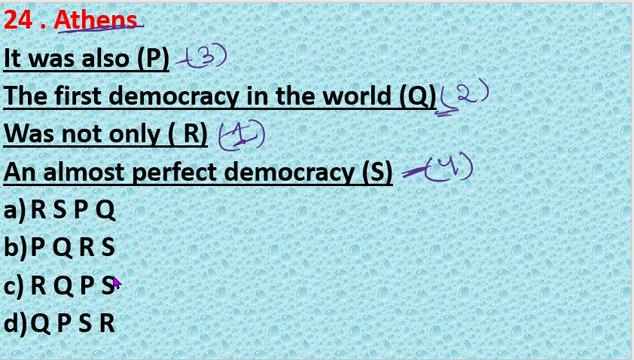 24 . Athens
It was also (P) -(3)
The first democracy in the world (Q) (2)
Was not only ( R) (1)
An almost perfect democracy (S) -(4)
a) R S P Q
b) P Q R S
c) R Q P S
d) Q P S R